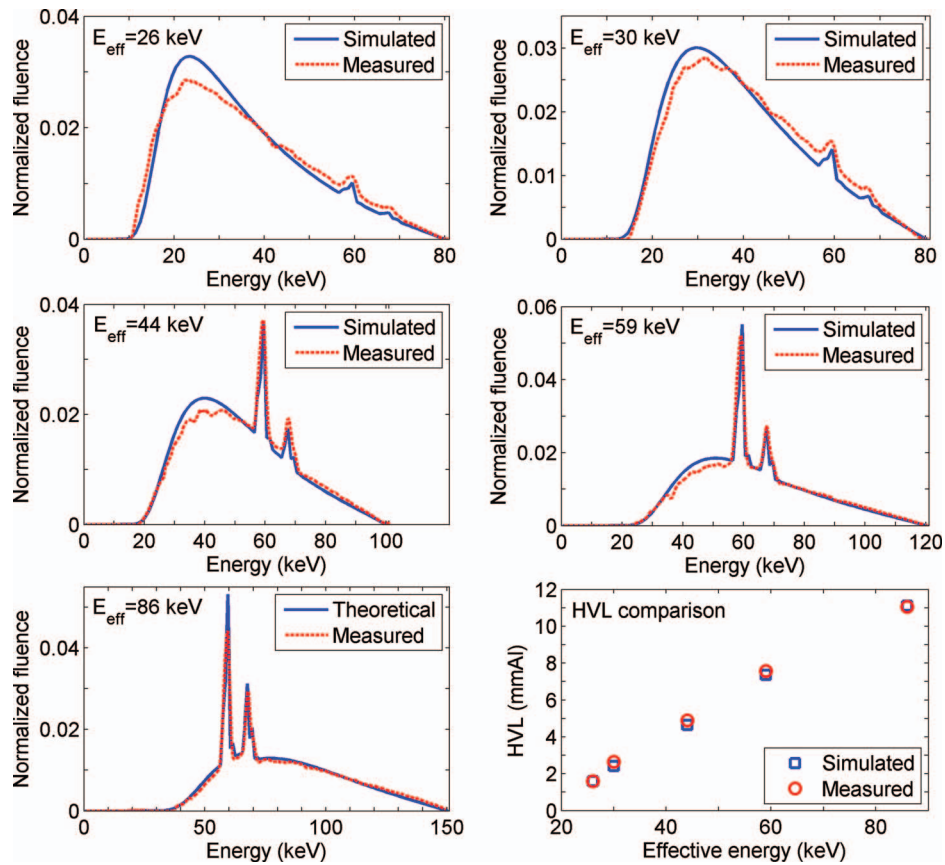 0.04
E_eff=26 keV
Simulated
Measured
0.02
0
Normalized fluence
0 20 40 60 80
Energy (keV)
0.03
E_eff=30 keV
Simulated
Measured
0.02
0.01
0
Normalized fluence
0 20 40 60 80
Energy (keV)
0.04
E_eff=44 keV
Simulated
Measured
0.02
0
Normalized fluence
0 20 40 60 80 100
Energy (keV)
0.06
E_eff=59 keV
Simulated
Measured
0.04
0.02
0
Normalized fluence
0 20 40 60 80 100 120
Energy (keV)
E_eff=86 keV
Theoretical
Measured
0.04
0.02
0
Normalized fluence
0 50 100 150
Energy (keV)
12
HVL comparison
10
8
6
4
2
0
HVL (mmAl)
Simulated
Measured
20 40 60 80
Effective energy (keV)